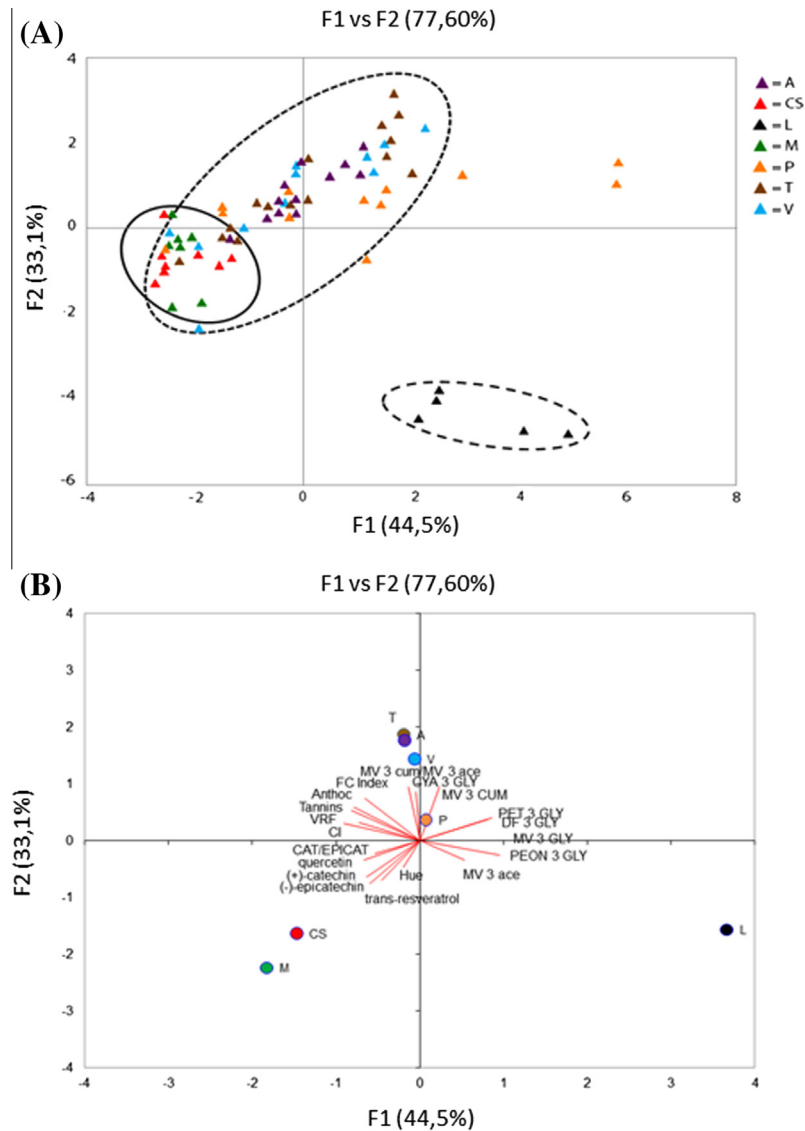 (A)
F1 vs F2 (77,60%)
4
2
0
-2
-4
-6
-4
-2
0
2
4
6
8
F2 (33,1%)
F1 (44,5%)
= A
= CS
= L
= M
= P
= T
= V
(B)
F1 vs F2 (77,60%)
4
3
2
1
0
-1
-2
-3
-4
-4
-3
-2
-1
0
1
2
3
4
F2 (33,1%)
F1 (44,5%)
T
A
V
MV 3 cum/MV 3 ace
FC Index
CYA 3 GLY
Anthoc
MV 3 CUM
Tannins
VRF
P
PET 3 GLY
DF 3 GLY
CI
MV 3 GLY
CAT/EPICAT
PEON 3 GLY
quercetin
(+)-catechin
Hue
MV 3 ace
(-)-epicatechin
trans-resveratrol
CS
L
M